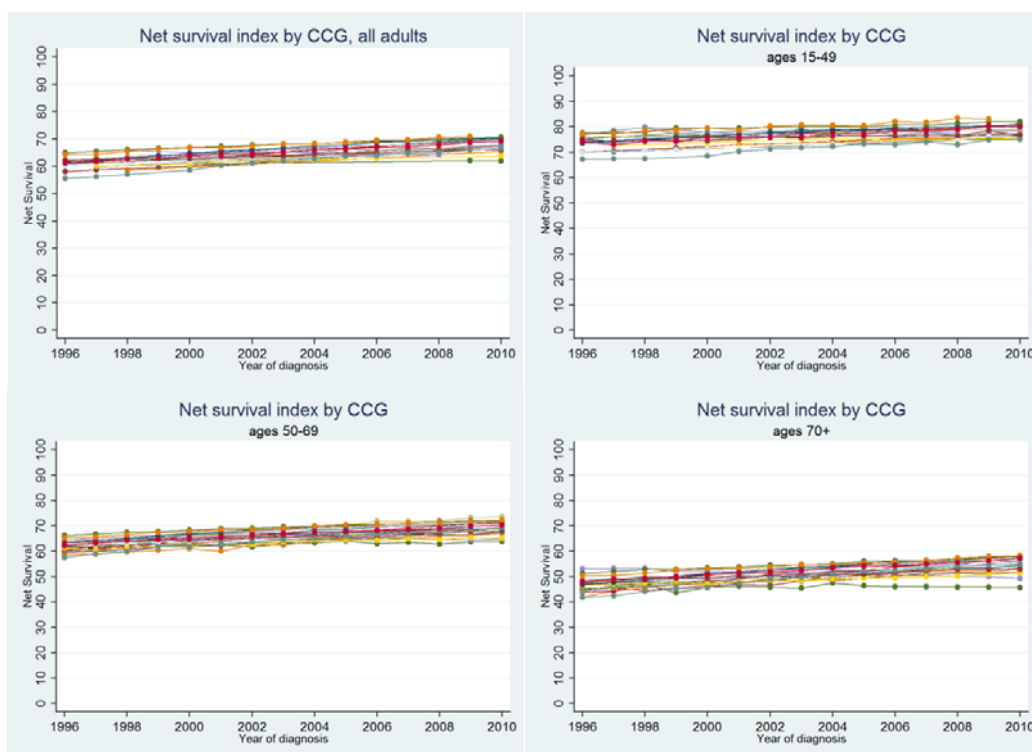 Net survival index by CCG, all adults
Net Survival
100
90
80
70
60
50
40
30
20
10
0
1996 1998 2000 2002 2004 2006 2008 2010
Year of diagnosis
Net survival index by CCG
ages 15-49
Net Survival
100
90
80
70
60
50
40
30
20
10
0
1996 1998 2000 2002 2004 2006 2008 2010
Year of diagnosis
Net survival index by CCG
ages 50-69
Net Survival
100
90
80
70
60
50
40
30
20
10
0
1996 1998 2000 2002 2004 2006 2008 2010
Year of diagnosis
Net survival index by CCG
ages 70+
Net Survival
100
90
80
70
60
50
40
30
20
10
0
1996 1998 2000 2002 2004 2006 2008 2010
Year of diagnosis